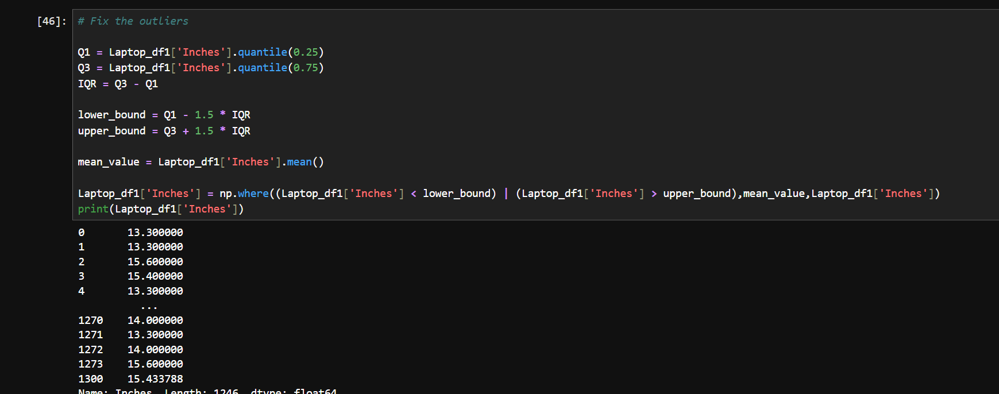 [46]: # Fix the outliers
Q1 = Laptop_df1['Inches'].quantile(0.25)
Q3 = Laptop_df1['Inches'].quantile(0.75)
IQR = Q3 - Q1
lower_bound = Q1 - 1.5 * IQR
upper_bound = Q3 + 1.5 * IQR
mean_value = Laptop_df1['Inches'].mean()
Laptop_df1['Inches'] = np.where((Laptop_df1['Inches'] < lower_bound) | (Laptop_df1['Inches'] > upper_bound),mean_value,Laptop_df1['Inches'])
print(Laptop_df1['Inches'])
0 13.300000
1 13.300000
2 15.600000
3 15.400000
4 13.300000
...
1270 14.000000
1271 13.300000
1272 14.000000
1273 15.600000
1300 15.433788
Name: Inches, Length: 1246, dtype: float64